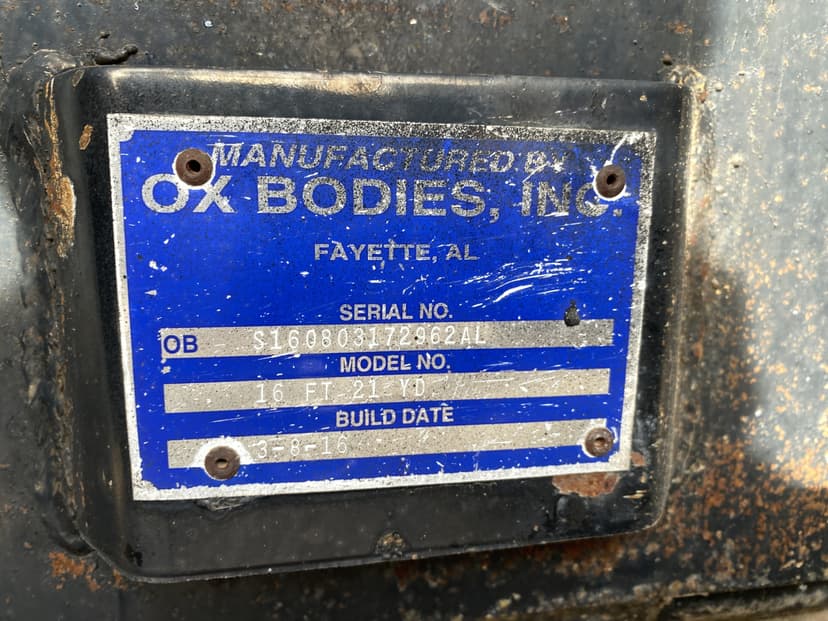 MANUFACTURED BY
OX BODIES, INC.
FAYETTE, AL
SERIAL NO.
OB S160803172962AL
MODEL NO.
16 FT 21 YD
BUILD DATE
3-8-16